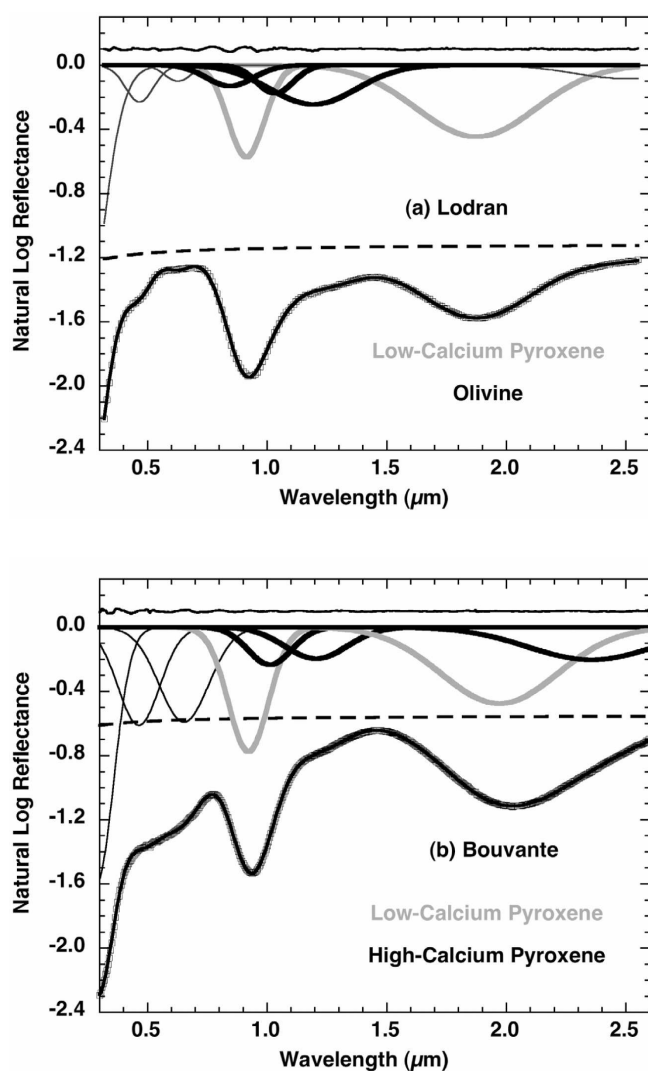 0.0
-0.4
-0.8
-1.2
-1.6
-2.0
-2.4
Natural Log Reflectance
(a) Lodran
Low-Calcium Pyroxene
Olivine
0.5 1.0 1.5 2.0 2.5
Wavelength (µm)
0.0
-0.4
-0.8
-1.2
-1.6
-2.0
-2.4
Natural Log Reflectance
(b) Bouvante
Low-Calcium Pyroxene
High-Calcium Pyroxene
0.5 1.0 1.5 2.0 2.5
Wavelength (µm)